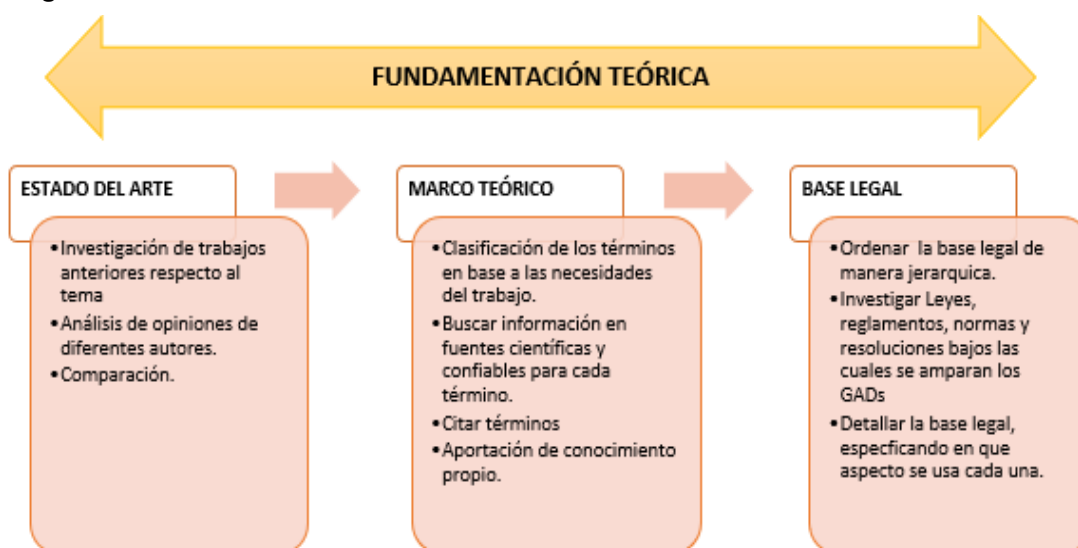 FUNDAMENTACIÓN TEÓRICA
ESTADO DEL ARTE
•Investigación de trabajos
anteriores respecto al
tema
•Análisis de opiniones de
diferentes autores.
•Comparación.
MARCO TEÓRICO
•Clasificación de los términos
en base a las necesidades
del trabajo.
•Buscar información en
fuentes científicas y
confiables para cada
término.
•Citar términos
•Aportación de conocimiento
propio.
BASE LEGAL
•Ordenar la base legal de
manera jerarquica.
•Investigar Leyes,
reglamentos, normas y
resoluciones bajos las
cuales se amparan los
GADs
•Detallar la base legal,
especficando en que
aspecto se usa cada una.